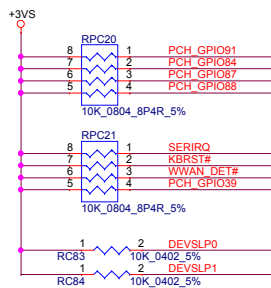 +3VS
RPC20
8 1 PCH_GPIO91
7 2 PCH_GPIO84
6 3 PCH_GPIO87
5 4 PCH_GPIO88
10K_0804_8P4R_5%
RPC21
8 1 SERIRQ
7 2 KBRST#
6 3 WWAN_DET#
5 4 PCH_GPIO39
10K_0804_8P4R_5%
1 2 DEVSLP0
RC83 10K_0402_5%
1 2 DEVSLP1
RC84 10K_0402_5%